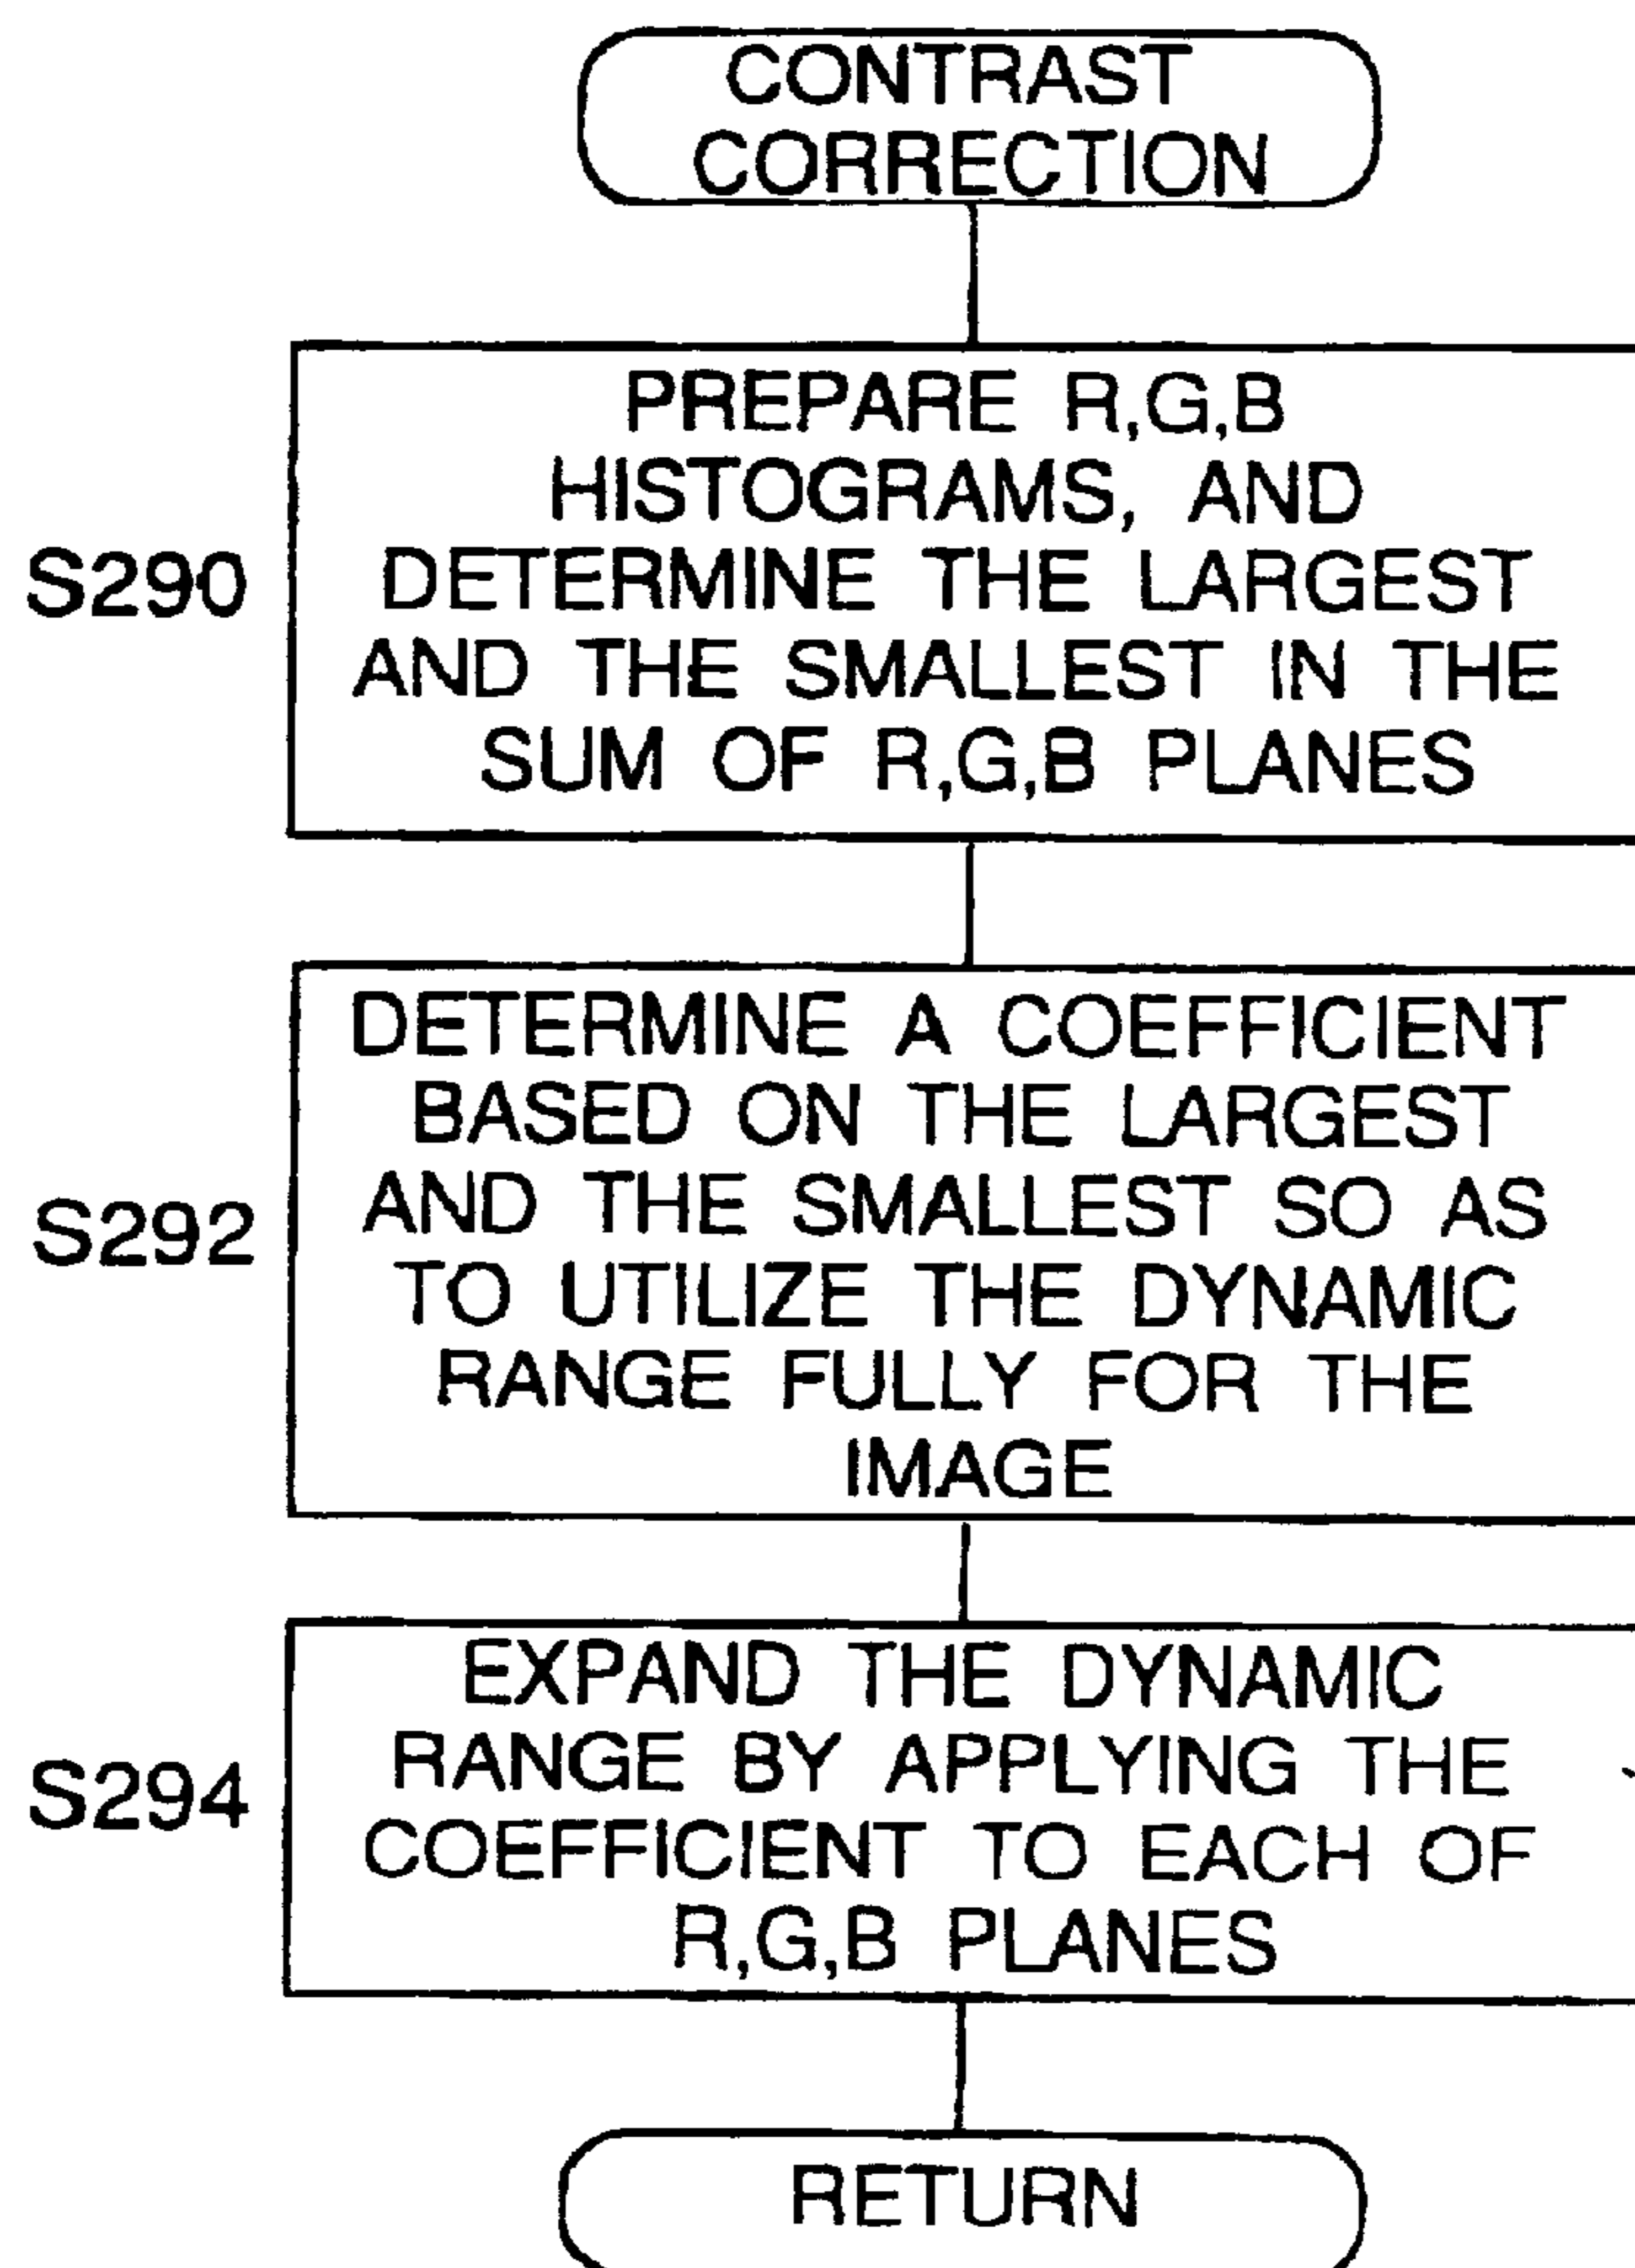 CONTRAST
CORRECTION
S290
PREPARE R,G,B
HISTOGRAMS, AND
DETERMINE THE LARGEST
AND THE SMALLEST IN THE
SUM OF R,G,B PLANES
S292
DETERMINE A COEFFICIENT
BASED ON THE LARGEST
AND THE SMALLEST SO AS
TO UTILIZE THE DYNAMIC
RANGE FULLY FOR THE
IMAGE
S294
EXPAND THE DYNAMIC
RANGE BY APPLYING THE
COEFFICIENT TO EACH OF
R,G,B PLANES
RETURN